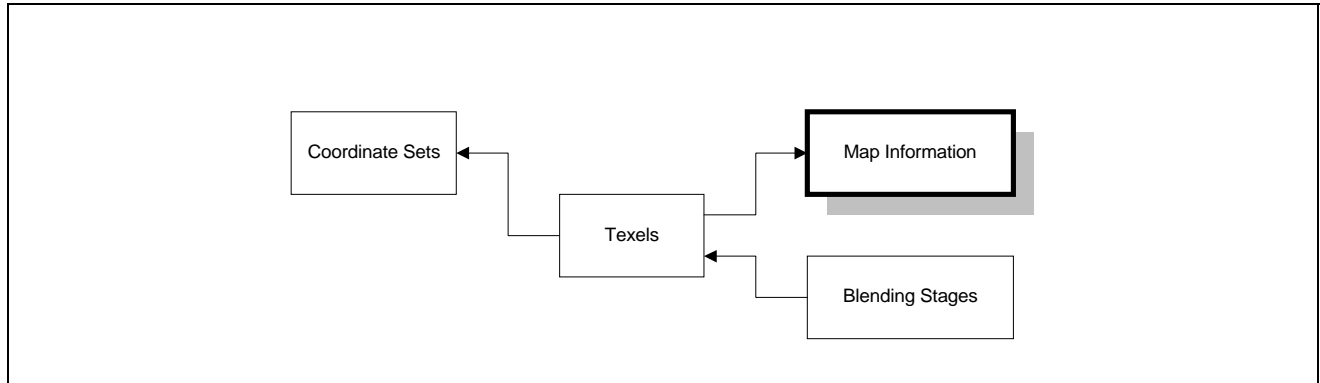 Coordinate Sets
Map Information
Texels
Blending Stages